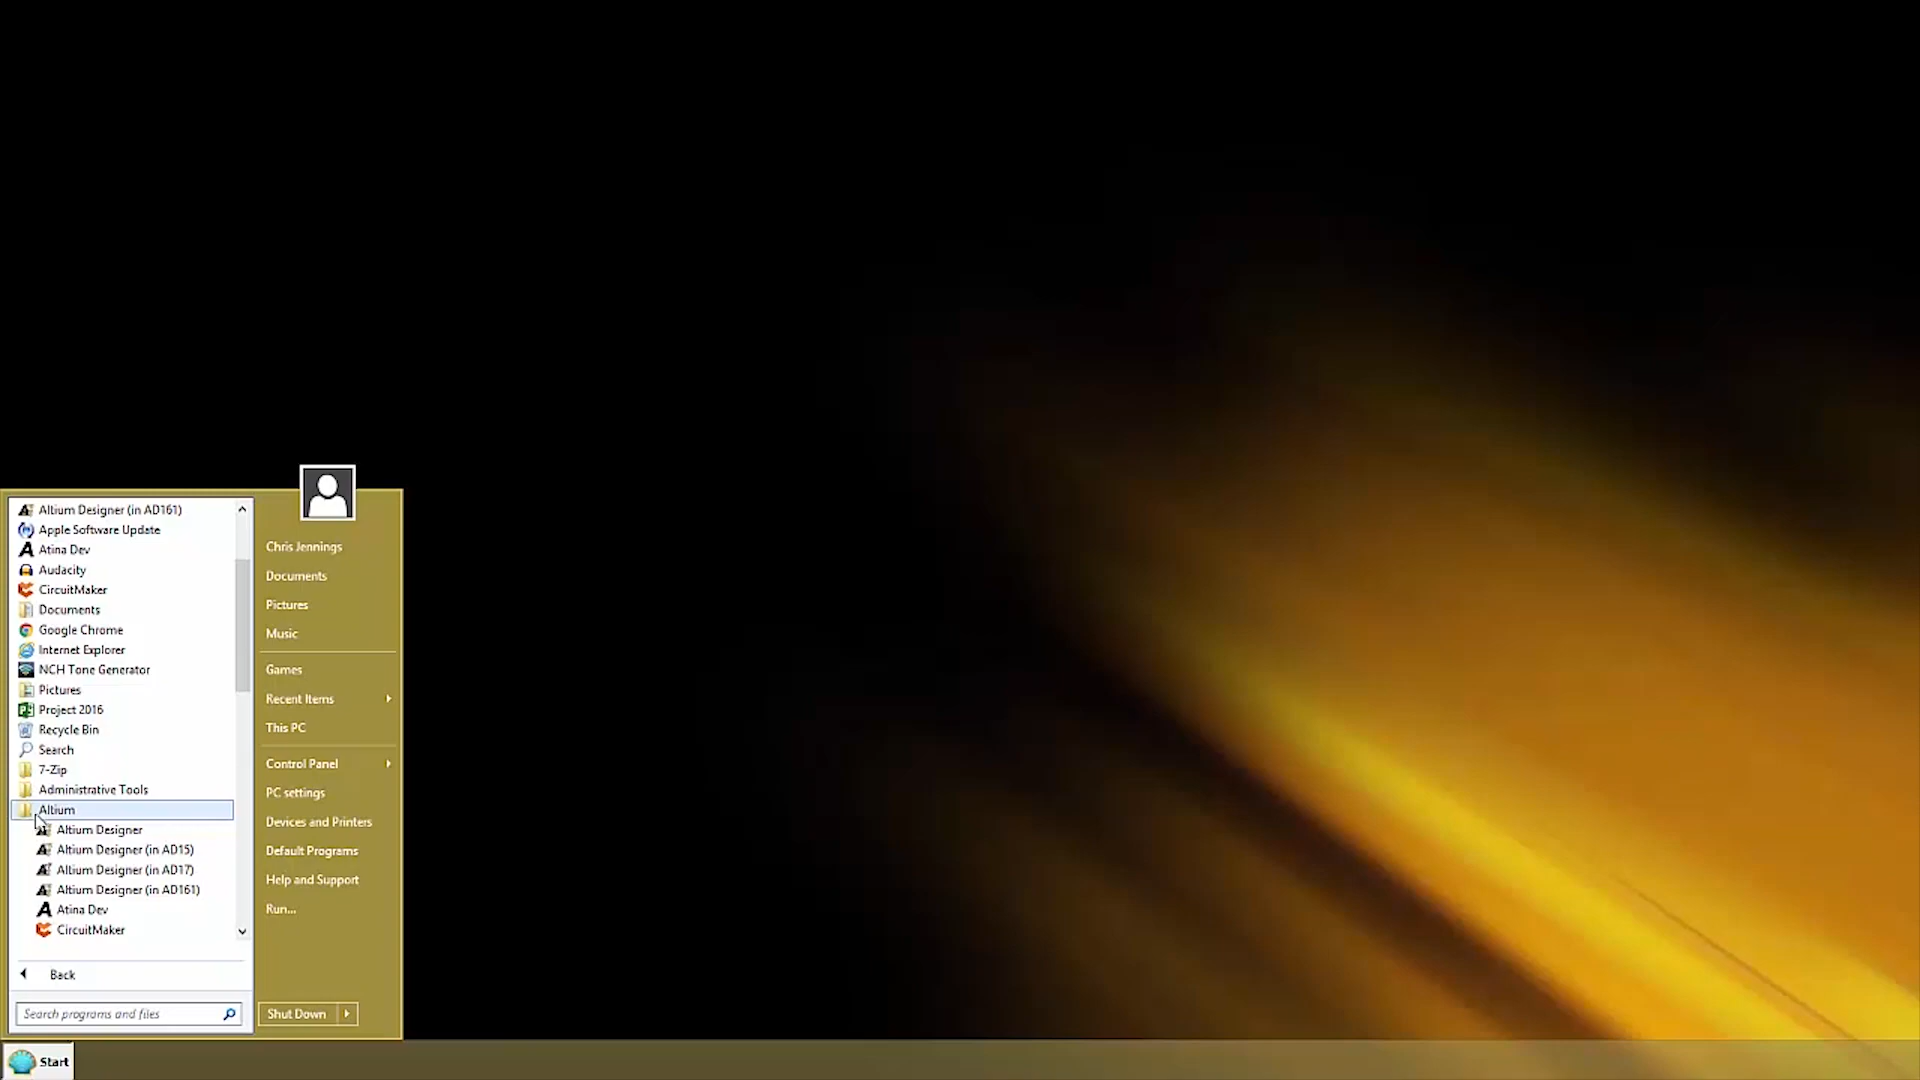 Altium Designer (in AD161)
Apple Software Update
Atina Dev
Audacity
CircuitMaker
Documents
Google Chrome
Internet Explorer
NCH Tone Generator
Pictures
Project 2016
Recycle Bin
Search
7-Zip
Administrative Tools
Altium
Altium Designer
Altium Designer (in AD15)
Altium Designer (in AD17)
Altium Designer (in AD161)
Atina Dev
CircuitMaker
Back
Search programs and files
Chris Jennings
Documents
Pictures
Music
Games
Recent Items
This PC
Control Panel
PC settings
Devices and Printers
Default Programs
Help and Support
Run...
Shut Down
Start